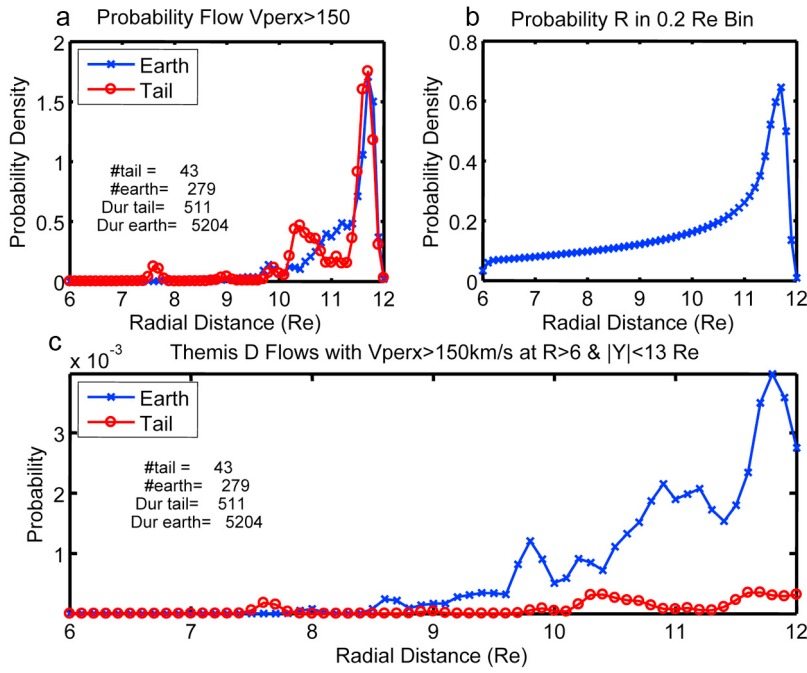 a
Probability Flow Vperx>150
2
1.5
1
0.5
0
Probability Density
Earth
Tail
#tail = 43
#earth= 279
Dur tail= 511
Dur earth= 5204
6 7 8 9 10 11 12
Radial Distance (Re)
b
Probability R in 0.2 Re Bin
0.8
0.6
0.4
0.2
0
Probability Density
6 7 8 9 10 11 12
Radial Distance (Re)
c
x 10⁻³
Themis D Flows with Vperx>150km/s at R>6 & |Y|<13 Re
3
2
1
Probability
Earth
Tail
#tail = 43
#earth= 279
Dur tail= 511
Dur earth= 5204
6 7 8 9 10 11 12
Radial Distance (Re)